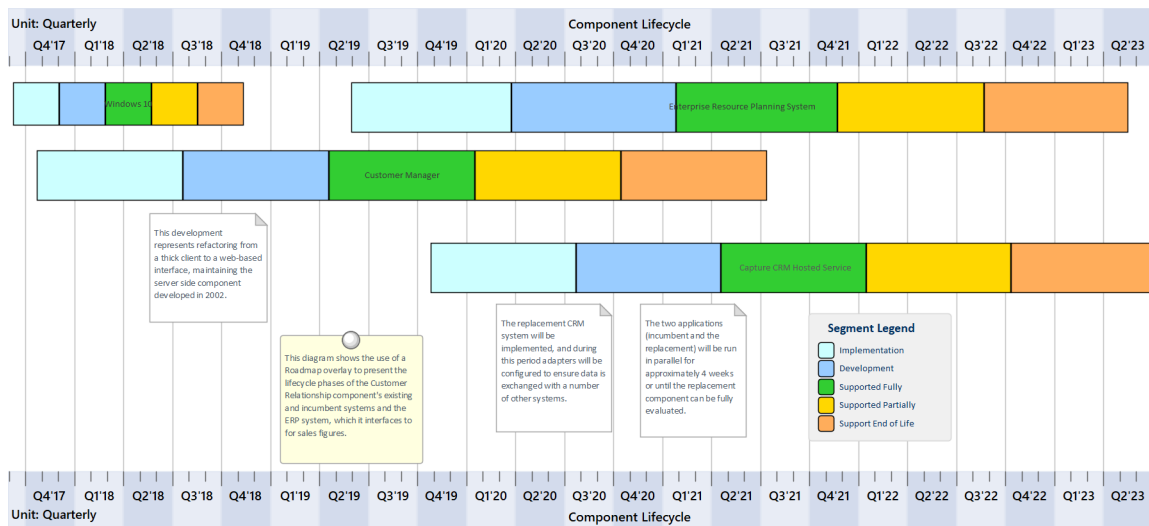 Unit: Quarterly
Component Lifecycle
Q4'17 Q1'18 Q2'18 Q3'18 Q4'18 Q1'19 Q2'19 Q3'19 Q4'19 Q1'20 Q2'20 Q3'20 Q4'20 Q1'21 Q2'21 Q3'21 Q4'21 Q1'22 Q2'22 Q3'22 Q4'22 Q1'23 Q2'23
Windows 10
Enterprise Resource Planning System
Customer Manager
This development
represents refactoring from
a thick client to a web-based
interface, maintaining the
server side component
developed in 2002.
Capture CRM Hosted Service
This diagram shows the use of a
Roadmap overlay to present the
lifecycle phases of the Customer
Relationship component's existing
and incumbent systems and the
ERP system, which it interfaces to
for sales figures.
The replacement CRM
system will be
implemented, and during
this period adapters will be
configured to ensure data is
exchanged with a number
of other systems.
The two applications
(incumbent and the
replacement) will be run
in parallel for
approximately 4 weeks
or until the replacement
component can be fully
evaluated.
Segment Legend
Implementation
Development
Supported Fully
Supported Partially
Support End of Life
Q4'17 Q1'18 Q2'18 Q3'18 Q4'18 Q1'19 Q2'19 Q3'19 Q4'19 Q1'20 Q2'20 Q3'20 Q4'20 Q1'21 Q2'21 Q3'21 Q4'21 Q1'22 Q2'22 Q3'22 Q4'22 Q1'23 Q2'23
Unit: Quarterly
Component Lifecycle